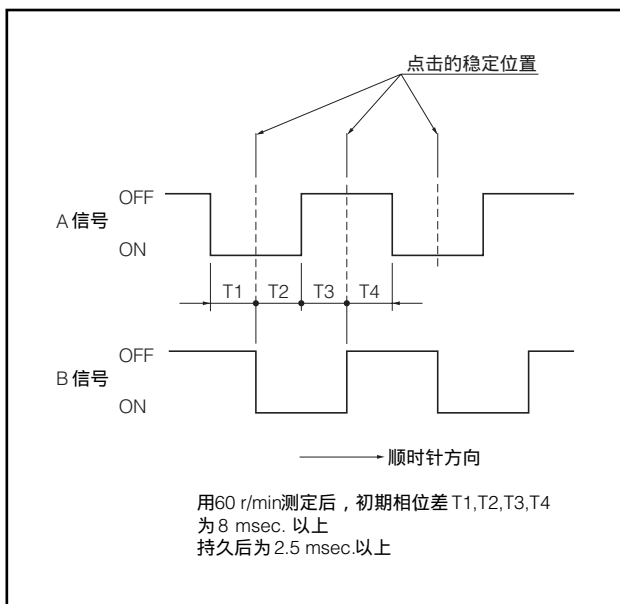 点击的稳定位置
OFF
A 信号
ON
T1 T2 T3 T4
OFF
B 信号
ON
顺时针方向
用60 r/min测定后，初期相位差 T1,T2,T3,T4
为 8 msec. 以上
持久后为 2.5 msec.以上